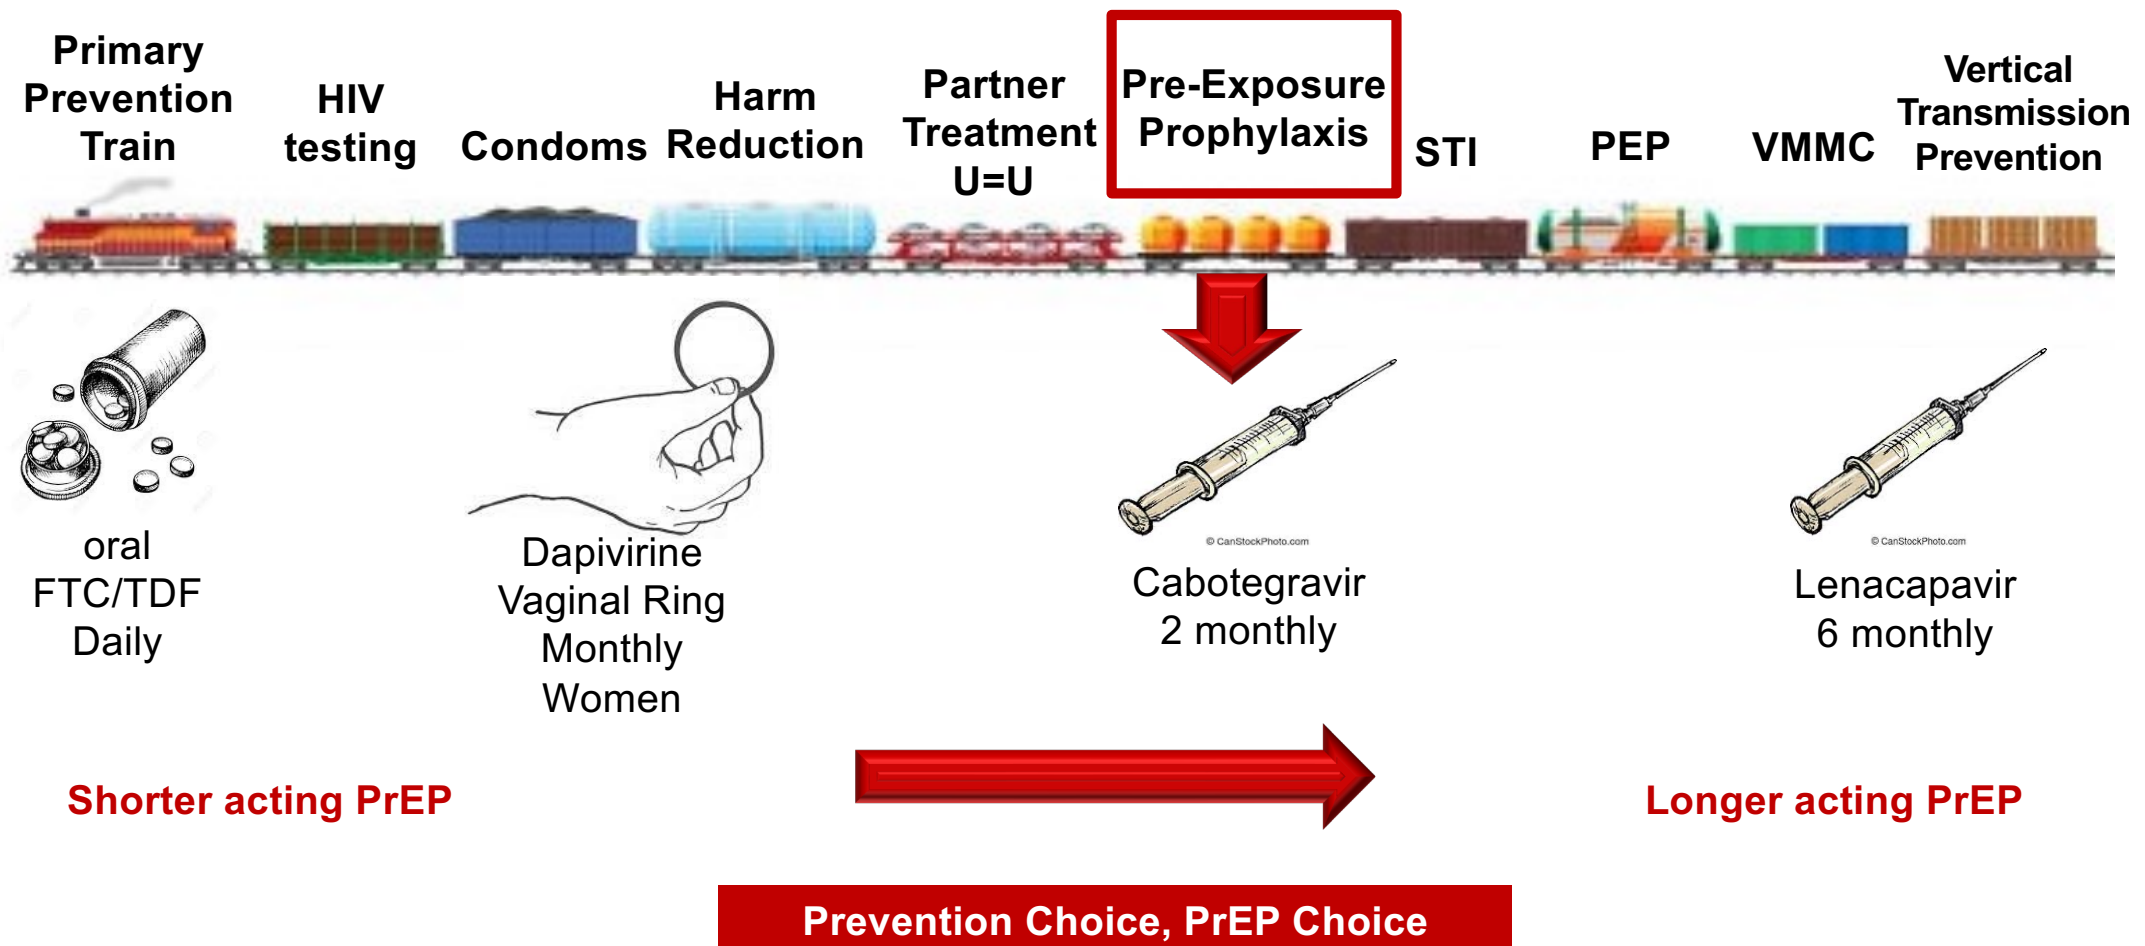 Primary
Prevention
Train
HIV
testing
Condoms
Harm
Reduction
Partner
Treatment
U=U
Pre-Exposure
Prophylaxis
STI
PEP
VMMC
Vertical
Transmission
Prevention
oral
FTC/TDF
Daily
Dapivirine
Vaginal Ring
Monthly
Women
© CanStockPhoto.com
Cabotegravir
2 monthly
© CanStockPhoto.com
Lenacapavir
6 monthly
Shorter acting PrEP
Longer acting PrEP
Prevention Choice, PrEP Choice